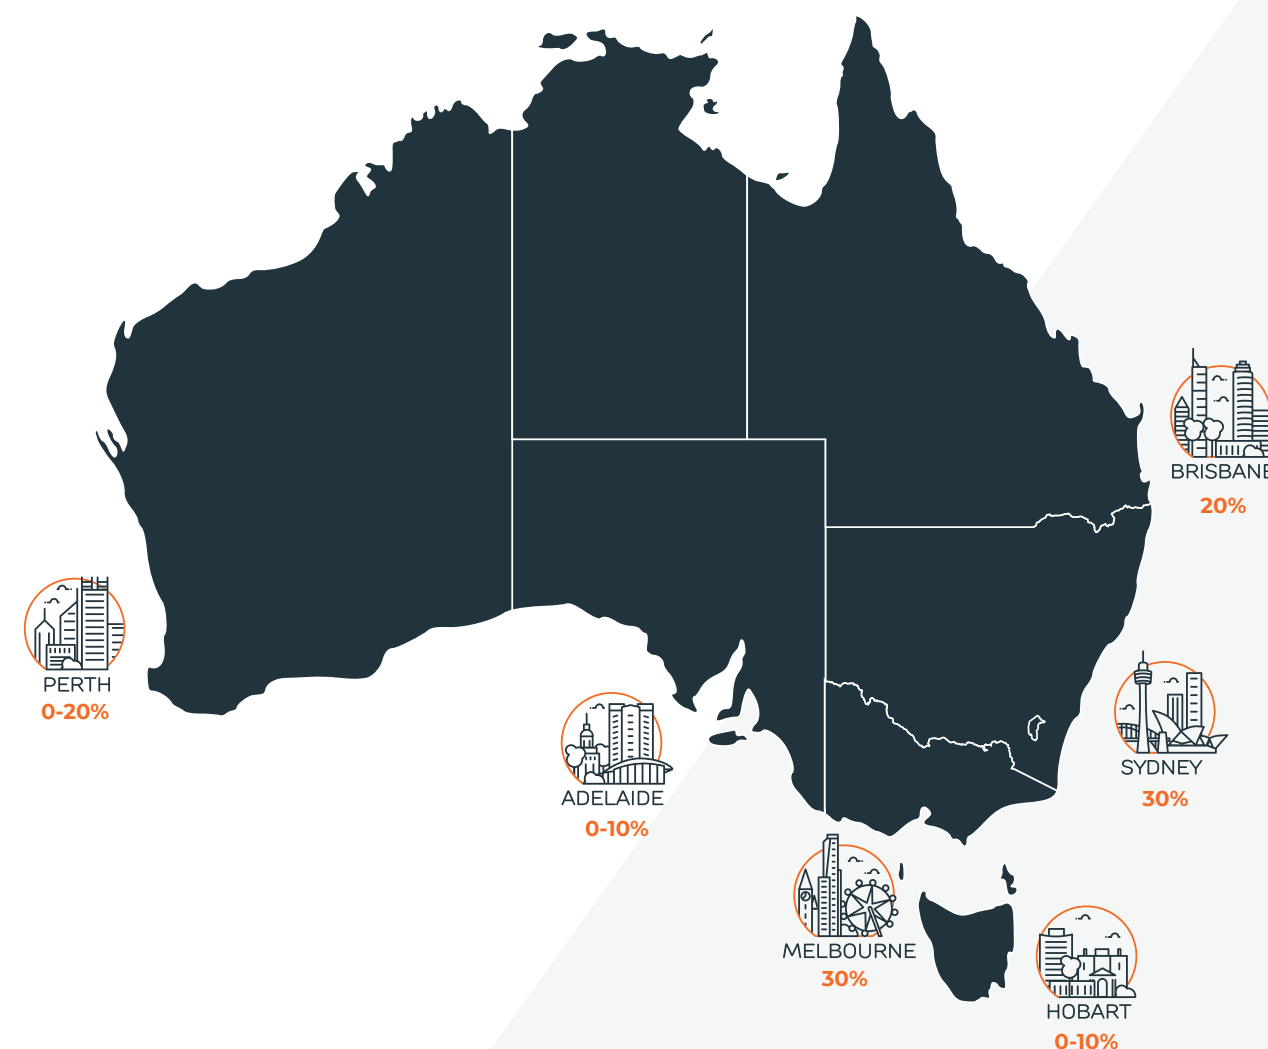 BRISBANE
20%
PERTH
0-20%
SYDNEY
30%
ADELAIDE
0-10%
MELBOURNE
30%
HOBART
0-10%